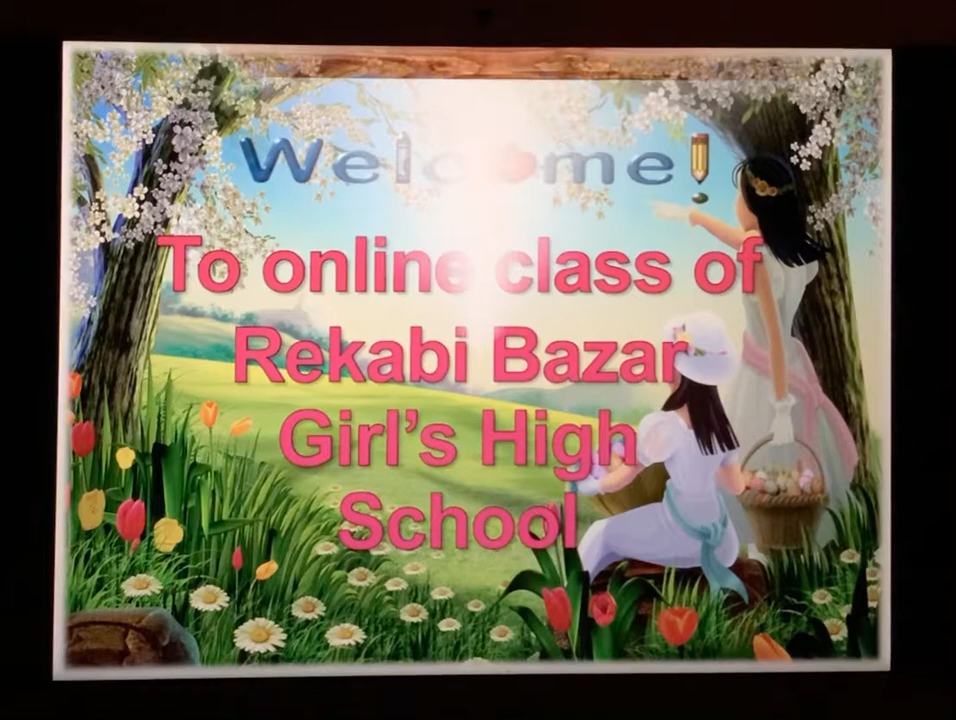 Welcome!
To online class of
Rekabi Bazar
Girl's High
School